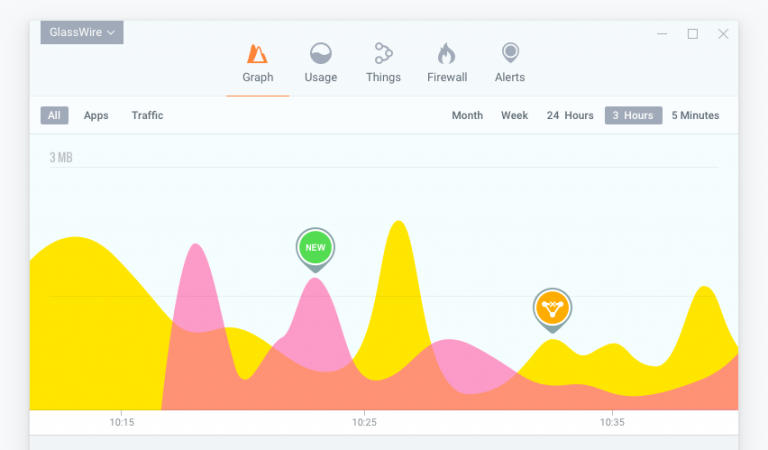 GlassWire
Graph Usage Things Firewall Alerts
All Apps Traffic Month Week 24 Hours 3 Hours 5 Minutes
3 MB
NEW
10:15 10:25 10:35